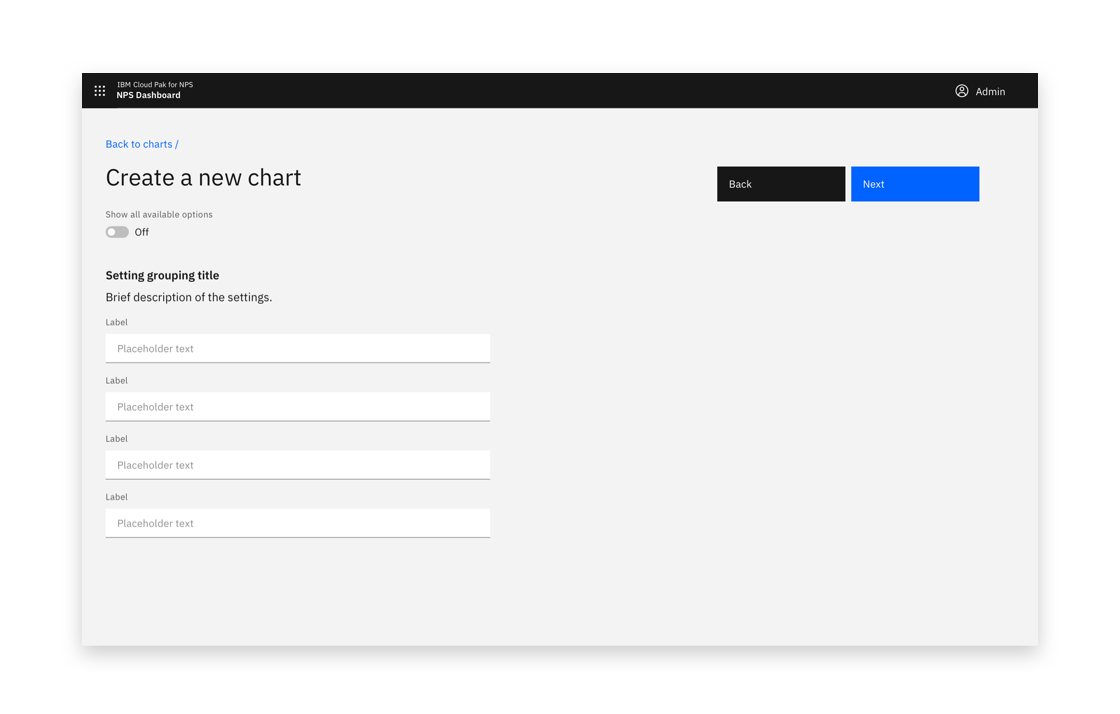 IBM Cloud Pak for NPS
NPS Dashboard
Admin
Back to charts /
Create a new chart
Back
Next
Show all available options
Off
Setting grouping title
Brief description of the settings.
Label
Placeholder text
Label
Placeholder text
Label
Placeholder text
Label
Placeholder text